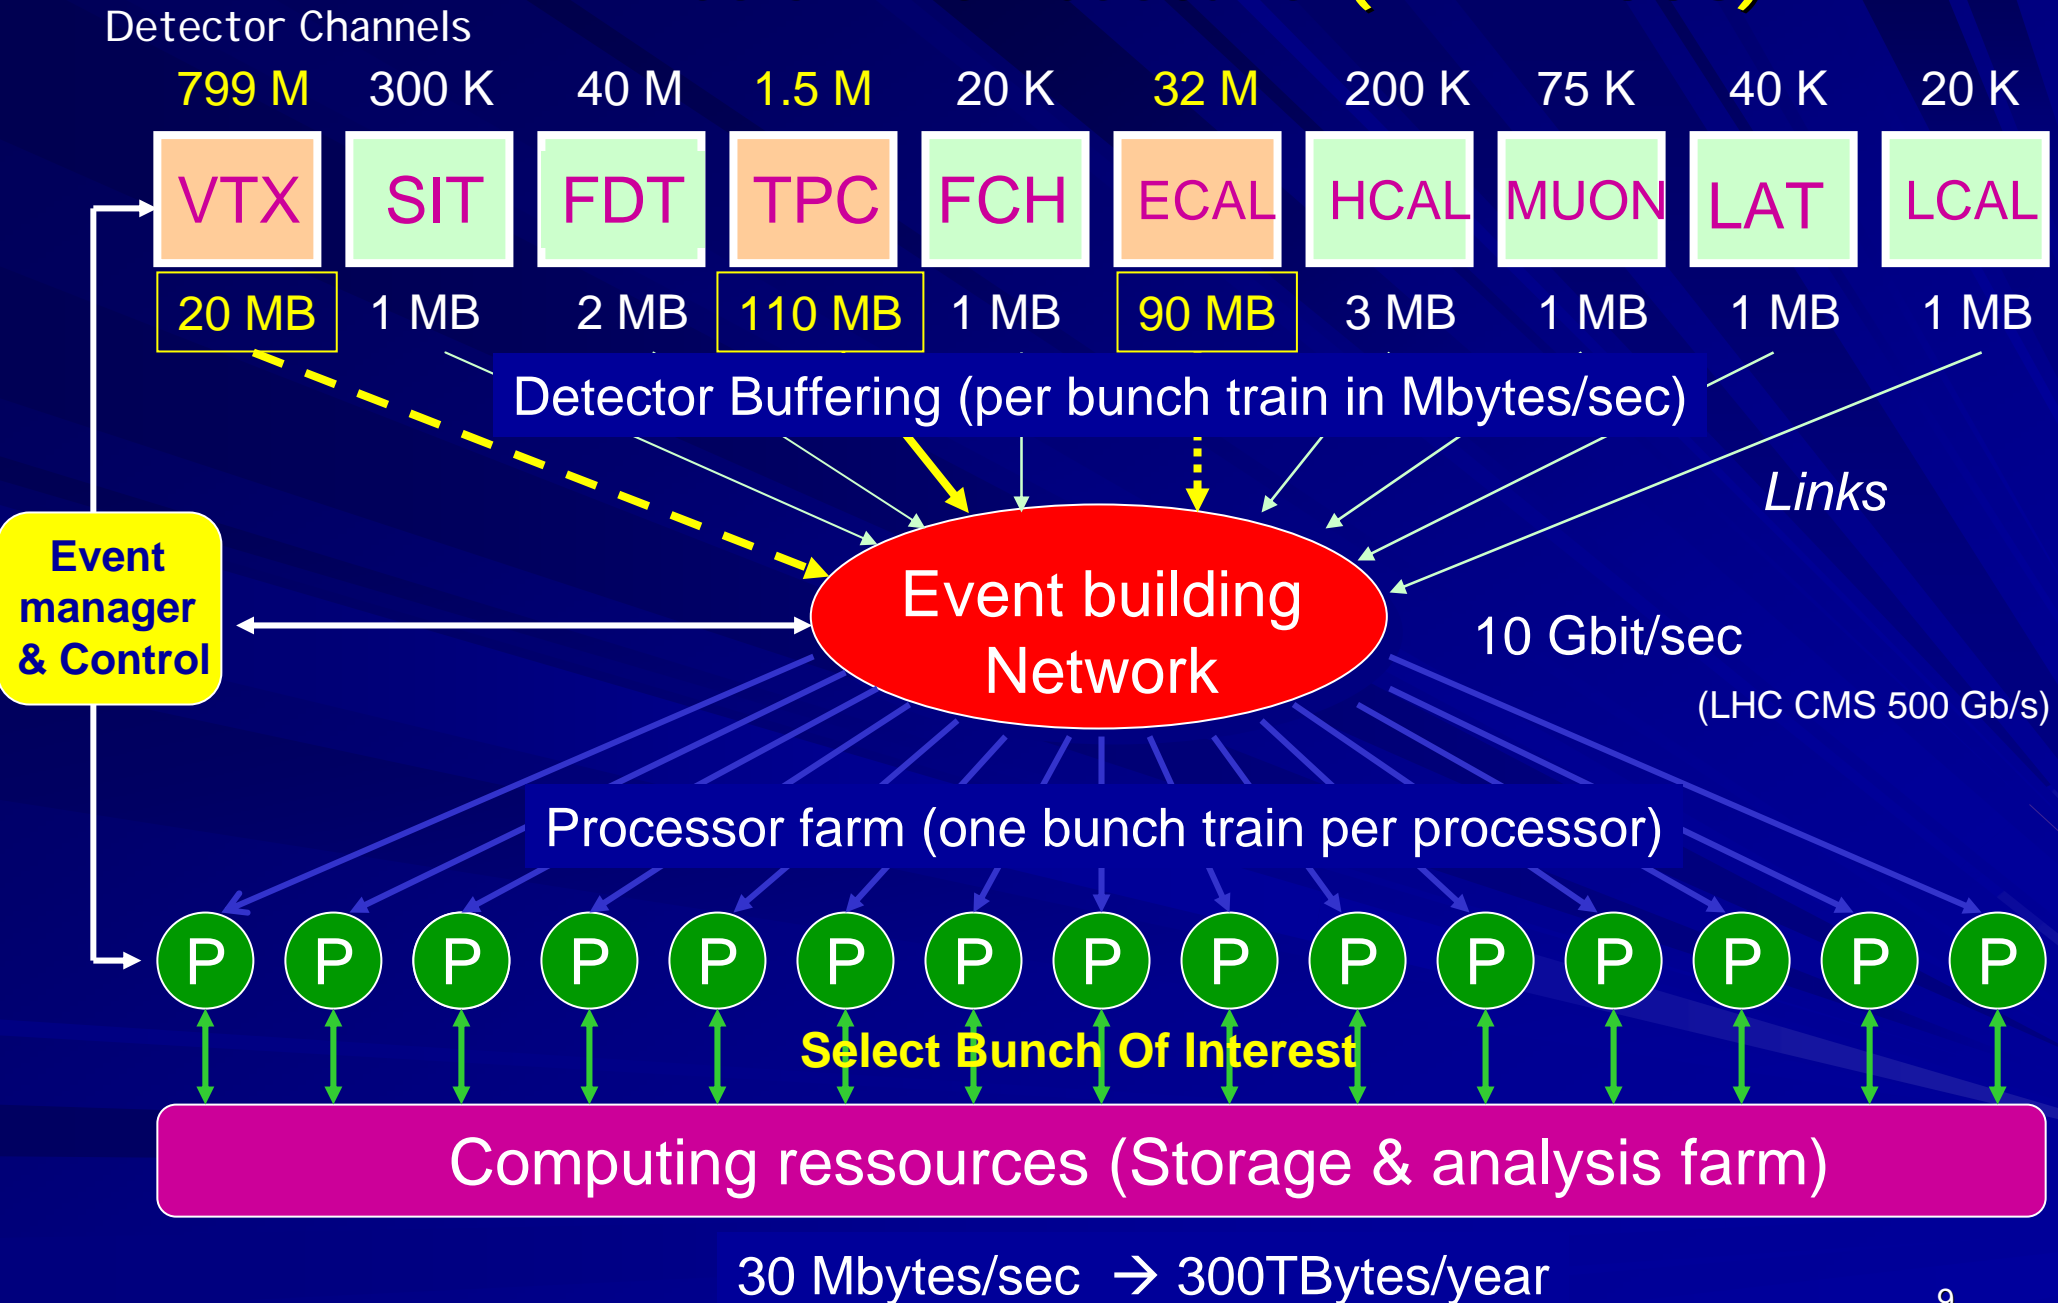 Detector Channels
799 M 300 K 40 M 1.5 M 20 K 32 M 200 K 75 K 40 K 20 K
VTX SIT FDT TPC FCH ECAL HCAL MUON LAT LCAL
20 MB 1 MB 2 MB 110 MB 1 MB 90 MB 3 MB 1 MB 1 MB 1 MB
Detector Buffering (per bunch train in Mbytes/sec)
Links
Event
manager
& Control
Event building
Network
10 Gbit/sec
(LHC CMS 500 Gb/s)
Processor farm (one bunch train per processor)
P P P P P P P P P P P P P P P
Select Bunch Of Interest
Computing ressources (Storage & analysis farm)
30 Mbytes/sec → 300TBytes/year
9